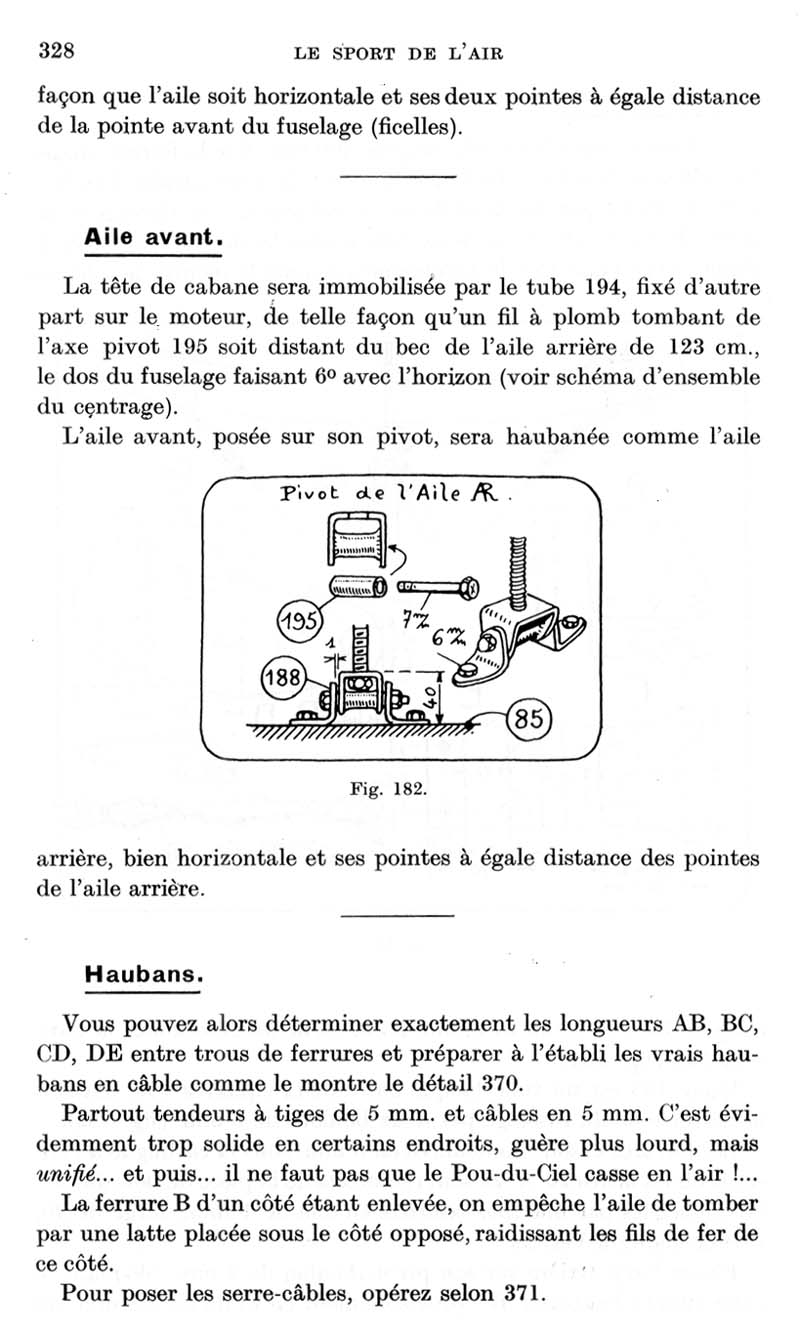 328 LE SPORT DE L'AIR
façon que l'aile soit horizontale et ses deux pointes à égale distance
de la pointe avant du fuselage (ficelles).
Aile avant.
La tête de cabane sera immobilisée par le tube 194, fixé d'autre
part sur le moteur, de telle façon qu'un fil à plomb tombant de
l'axe pivot 195 soit distant du bec de l'aile arrière de 123 cm.,
le dos du fuselage faisant 6º avec l'horizon (voir schéma d'ensemble
du centrage).
L'aile avant, posée sur son pivot, sera haubanée comme l'aile
Pivot de l'Aile AR.
195
7 m/m
6 m/m
1
188
40
85
Fig. 182.
arrière, bien horizontale et ses pointes à égale distance des pointes
de l'aile arrière.
Haubans.
Vous pouvez alors déterminer exactement les longueurs AB, BC,
CD, DE entre trous de ferrures et préparer à l'établi les vrais hau-
bans en câble comme le montre le détail 370.
Partout tendeurs à tiges de 5 mm. et câbles en 5 mm. C'est évi-
demment trop solide en certains endroits, guère plus lourd, mais
unifié... et puis... il ne faut pas que le Pou-du-Ciel casse en l'air !...
La ferrure B d'un côté étant enlevée, on empêche l'aile de tomber
par une latte placée sous le côté opposé, raidissant les fils de fer de
ce côté.
Pour poser les serre-câbles, opérez selon 371.